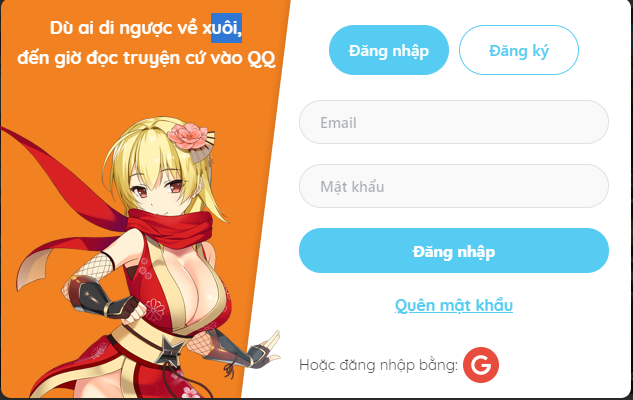 Dù ai di ngược về xuôi,
đến giờ đọc truyện cứ vào QQ
Đăng nhập
Đăng ký
Email
Mật khẩu
Đăng nhập
Quên mật khẩu
Hoặc đăng nhập bằng: G